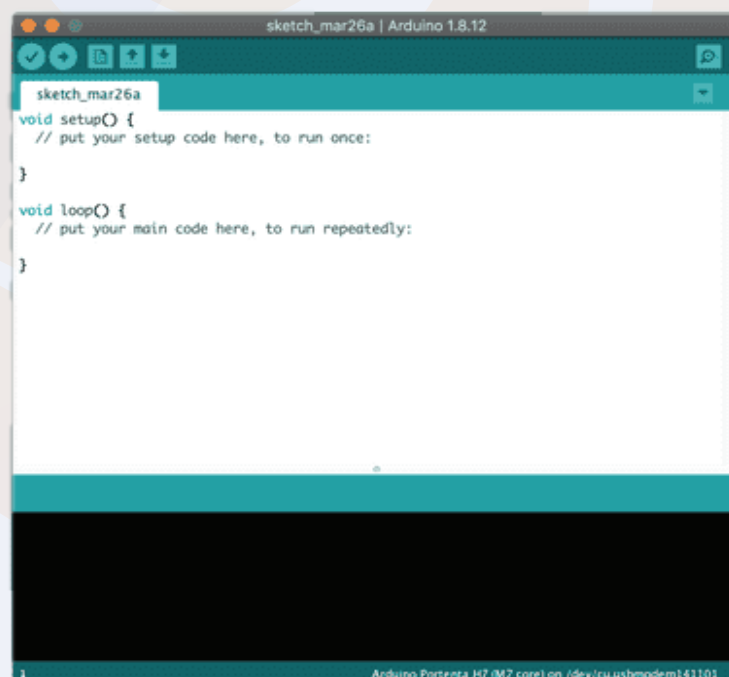 sketch_mar26a | Arduino 1.8.12
sketch_mar26a
void setup() {
  // put your setup code here, to run once:
}
void loop() {
  // put your main code here, to run repeatedly:
}
1
Arduino Portenta H7 (M7 core) on /dev/cu.usbmodem141101